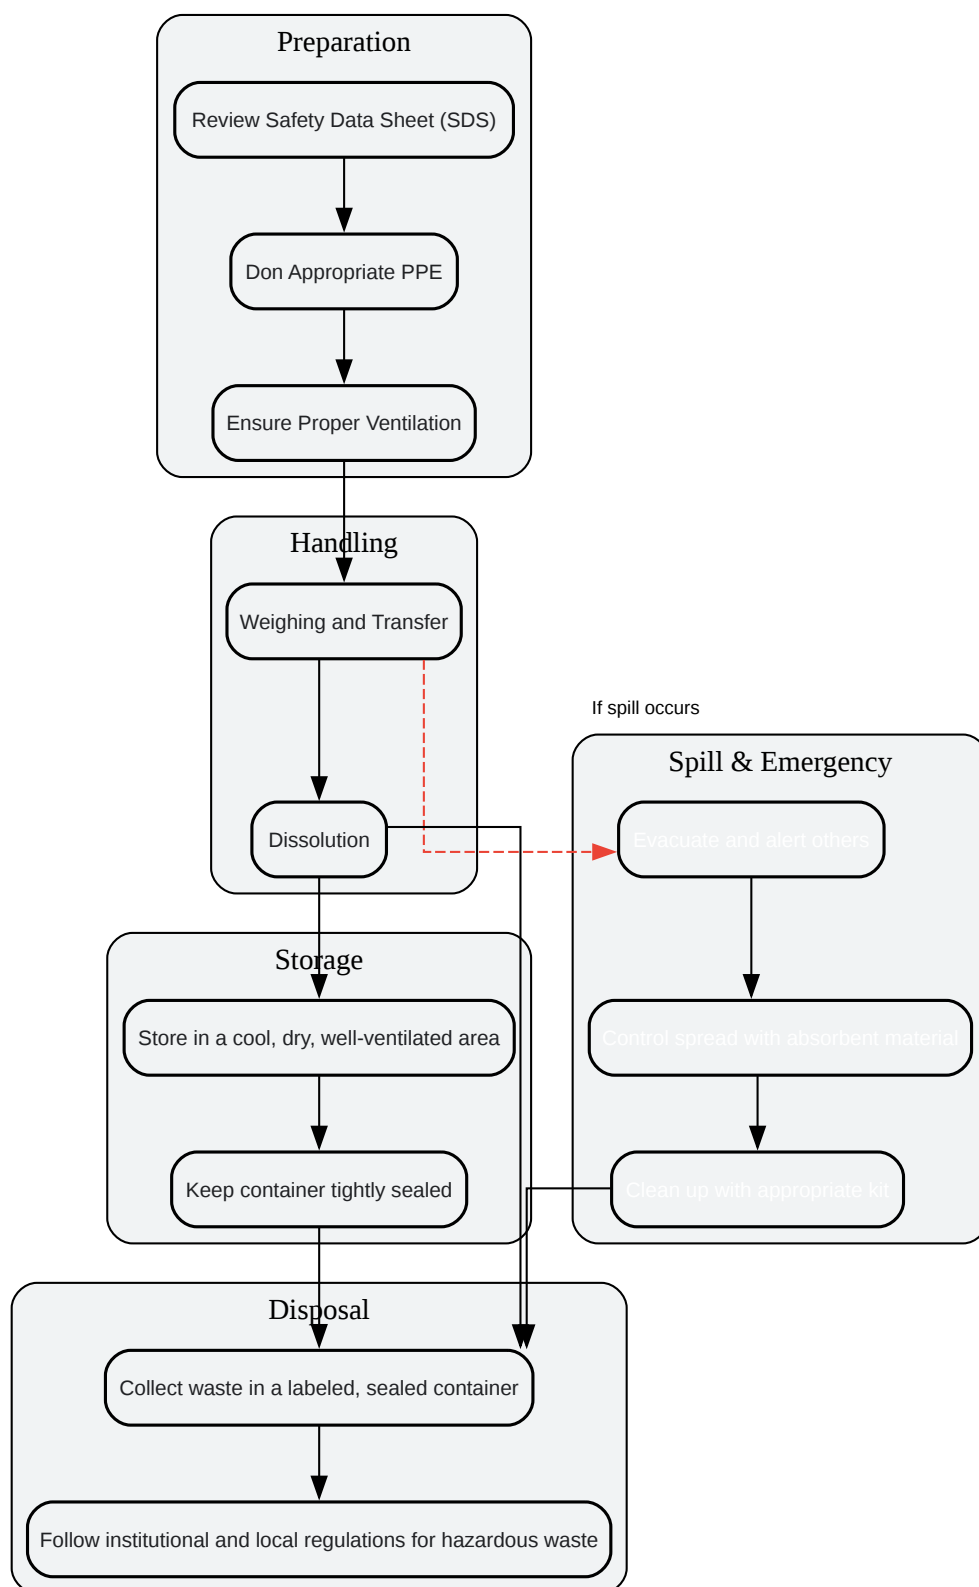 Preparation
Review Safety Data Sheet (SDS)
Don Appropriate PPE
Ensure Proper Ventilation
Handling
Weighing and Transfer
If spill occurs
Spill & Emergency
Dissolution
Evacuate and alert others
Storage
Store in a cool, dry, well-ventilated area
Control spread with absorbent material
Keep container tightly sealed
Clean up with appropriate kit
Disposal
Collect waste in a labeled, sealed container
Follow institutional and local regulations for hazardous waste